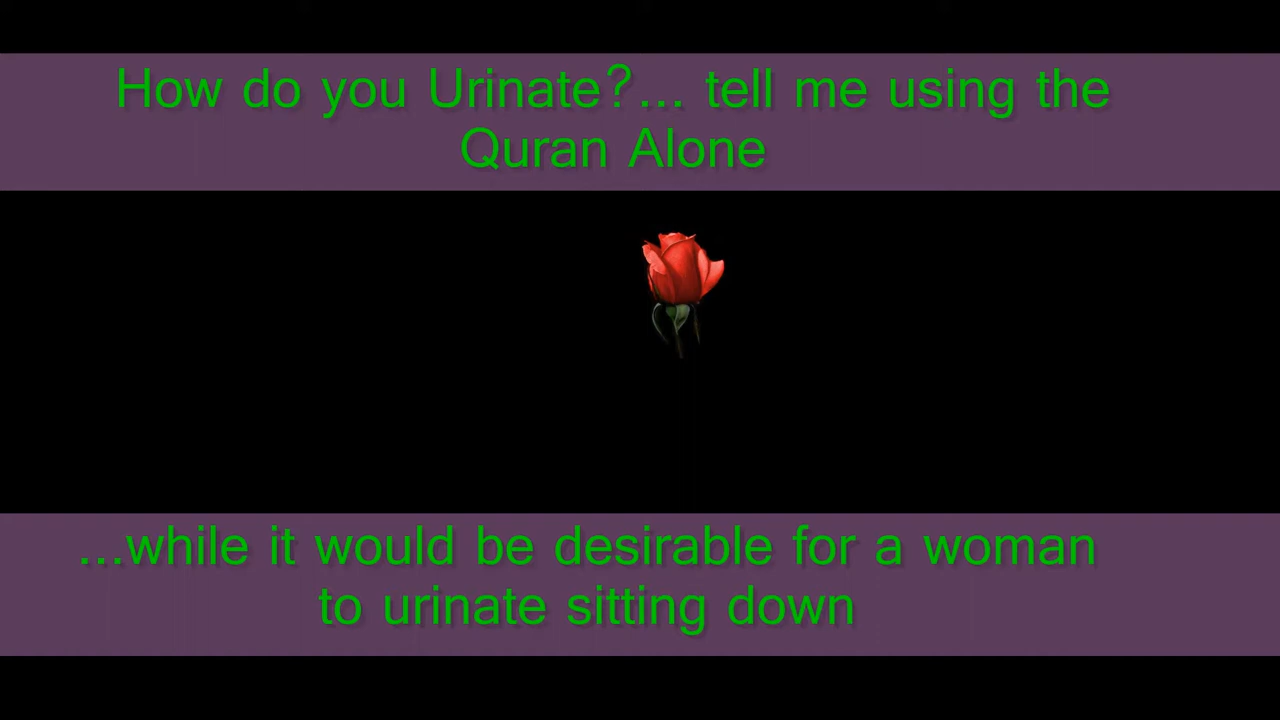 How do you Urinate?... tell me using the
Quran Alone
...while it would be desirable for a woman
to urinate sitting down